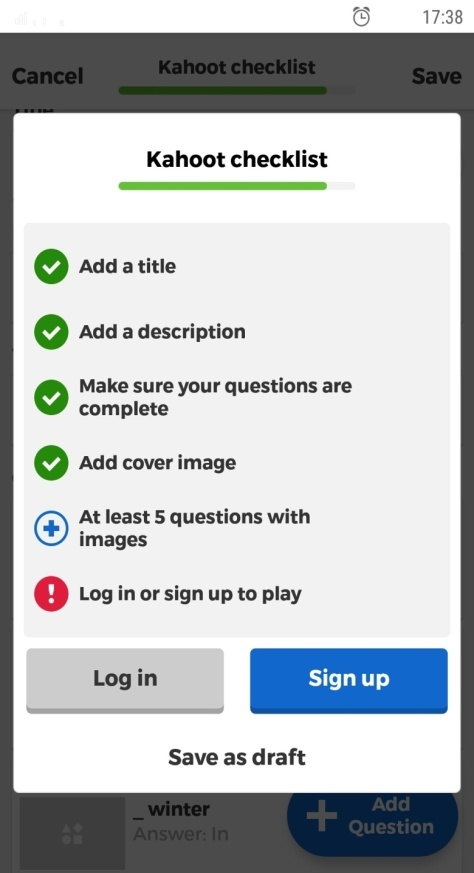 17:38
Cancel
Kahoot checklist
Save
Kahoot checklist
Add a title
Add a description
Make sure your questions are
complete
Add cover image
At least 5 questions with
images
Log in or sign up to play
Log in
Sign up
Save as draft
_ winter
Answer: In
Add
Question